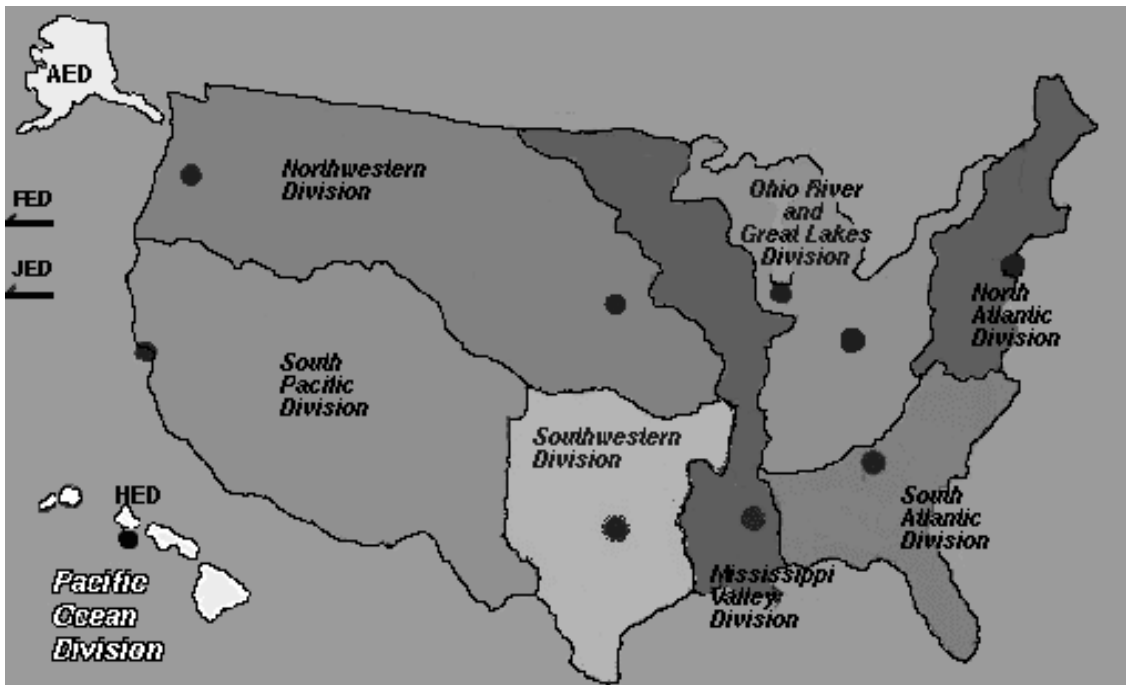 AED
Northwestern
Division
Ohio River
and
Great Lakes
Division
FED
JED
North
Atlantic
Division
South
Pacific
Division
Southwestern
Division
HED
South
Atlantic
Division
Pacific
Ocean
Division
Mississippi
Valley
Division